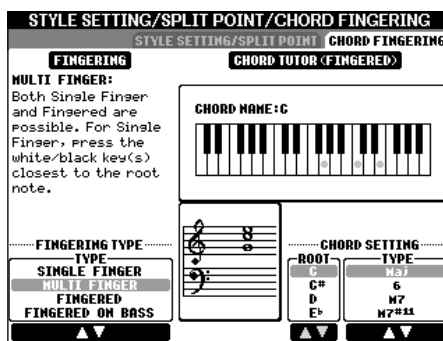 STYLE SETTING/SPLIT POINT/CHORD FINGERING
STYLE SETTING/SPLIT POINT CHORD FINGERING
FINGERING
CHORD TUTOR (FINGERED)
MULTI FINGER:
Both Single Finger
and Fingered are
possible. For Single
Finger, press the
white/black key(s)
closest to the root
note.
CHORD NAME:C
FINGERING TYPE
TYPE
SINGLE FINGER
MULTI FINGER
FINGERED
FINGERED ON BASS
CHORD SETTING
ROOT
C
C#
D
E♭
TYPE
Maj
6
M7
M7#11